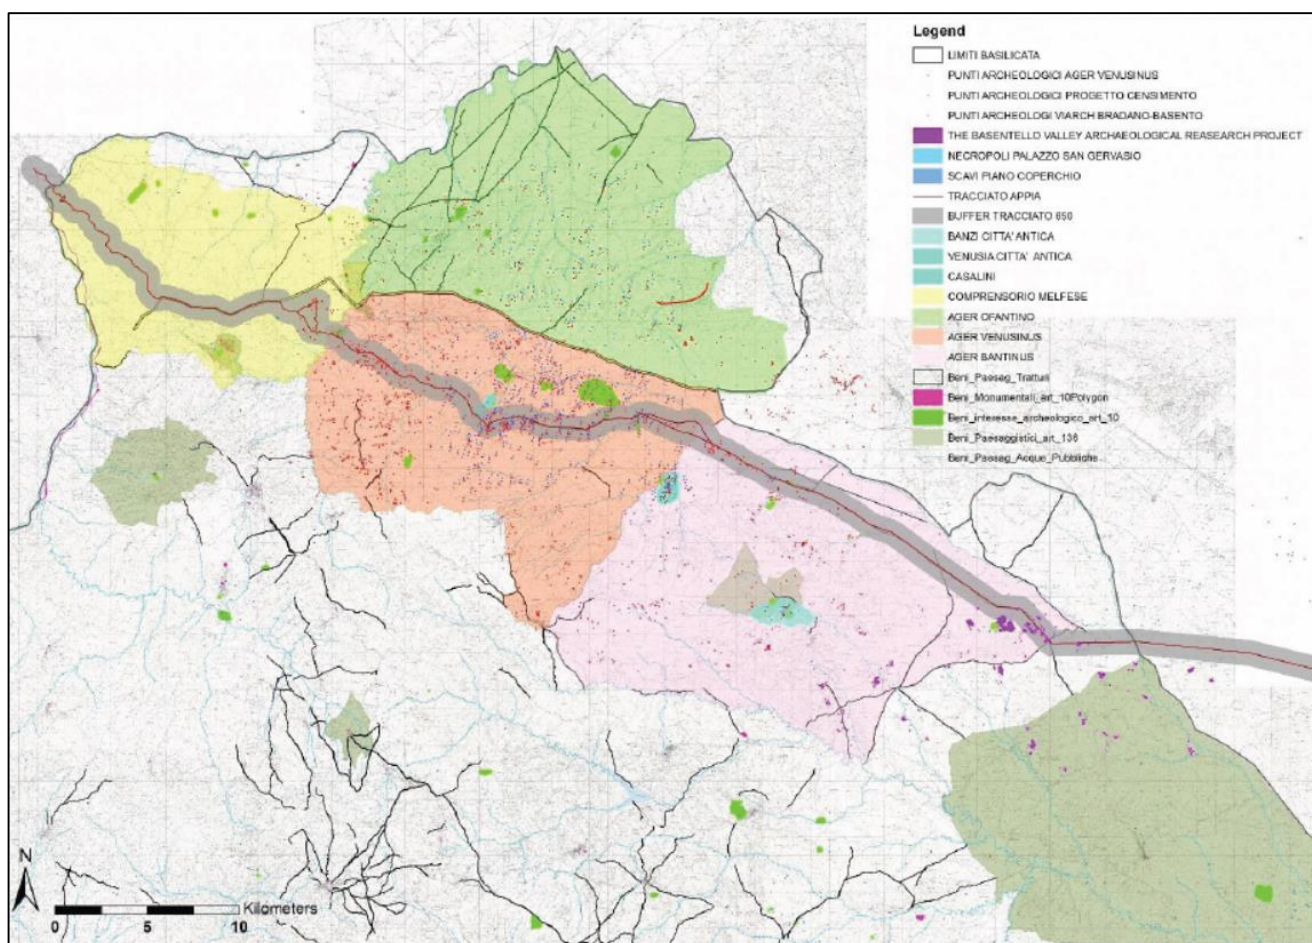 Legend
LIMITI BASILICATA
PUNTI ARCHEOLOGICI AGER VENUSINUS
PUNTI ARCHEOLOGICI PROGETTO CENSIMENTO
PUNTI ARCHEOLOGI VIARCH BRADANO-BASENTO
THE BASENTELLO VALLEY ARCHAEOLOGICAL REASEARCH PROJECT
NECROPOLI PALAZZO SAN GERVASIO
SCAVI PIANO COPERCHIO
TRACCIATO APPIA
BUFFER TRACCIATO 650
BANZI CITTA' ANTICA
VENUSIA CITTA' ANTICA
CASALINI
COMPRENSORIO MELFESE
AGER OFANTINO
AGER VENUSINUS
AGER BANTINUS
Beni_Paesag_Tratturi
Beni_Monumentali_art_10Polygon
Beni_interesse_archeologico_art_10
Beni_Paesaggistici_art_136
Beni_Paesag_Acque_Pubbliche
N
Kilometers
0 5 10